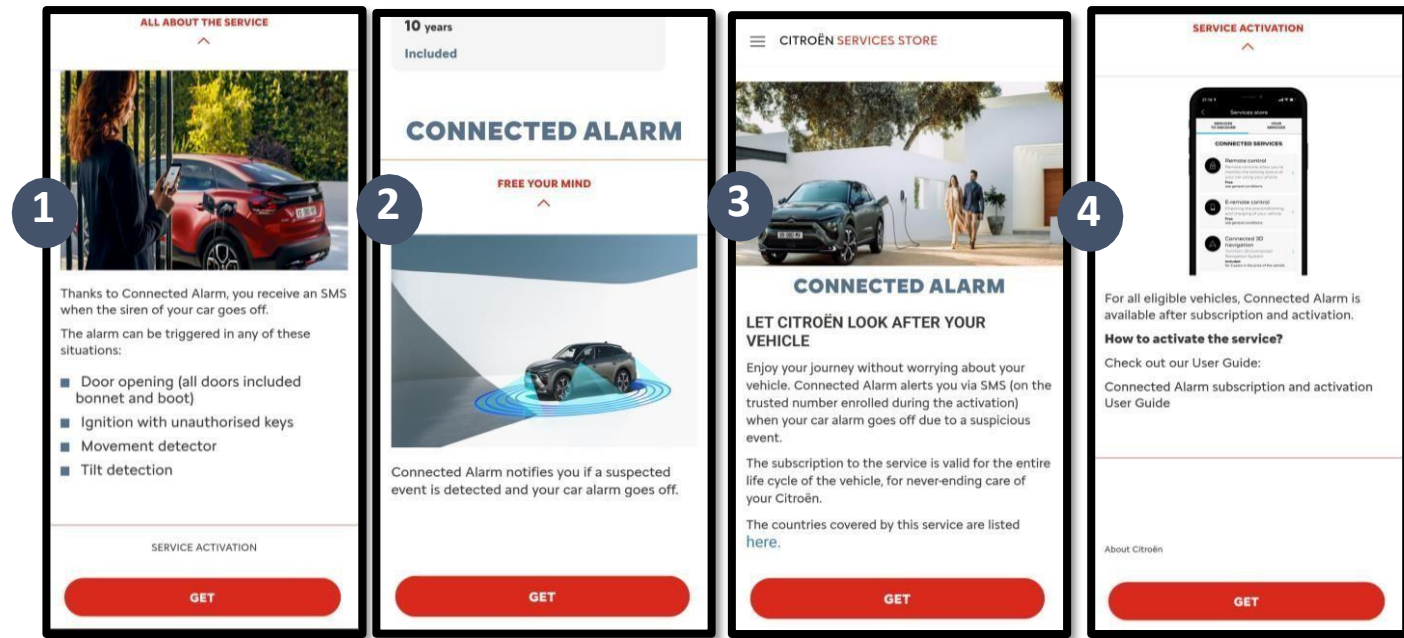 1
ALL ABOUT THE SERVICE
Thanks to Connected Alarm, you receive an SMS
when the siren of your car goes off.
The alarm can be triggered in any of these
situations:
Door opening (all doors included
bonnet and boot)
Ignition with unauthorised keys
Movement detector
Tilt detection
SERVICE ACTIVATION
GET
2
10 years
Included
CONNECTED ALARM
FREE YOUR MIND
Connected Alarm notifies you if a suspected
event is detected and your car alarm goes off.
GET
3
CITROËN SERVICES STORE
CONNECTED ALARM
LET CITROËN LOOK AFTER YOUR
VEHICLE
Enjoy your journey without worrying about your
vehicle. Connected Alarm alerts you via SMS (on the
trusted number enrolled during the activation)
when your car alarm goes off due to a suspicious
event.
The subscription to the service is valid for the entire
life cycle of the vehicle, for never-ending care of
your Citroën.
The countries covered by this service are listed
here.
GET
4
SERVICE ACTIVATION
Services store
CONNECTED SERVICES
Remote control
Free
E-remote control
Free
Connected 3D
navigation
Included
For all eligible vehicles, Connected Alarm is
available after subscription and activation.
How to activate the service?
Check out our User Guide:
Connected Alarm subscription and activation
User Guide
About Citroën
GET